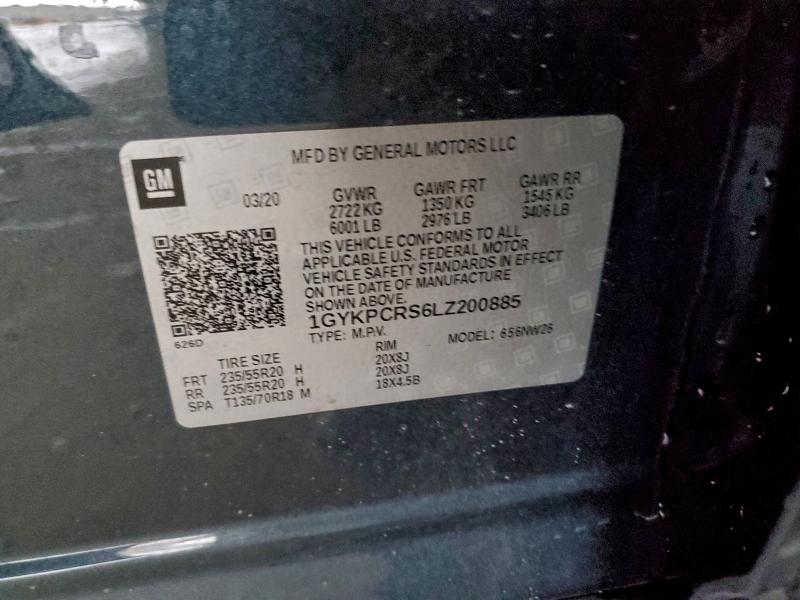 MFD BY GENERAL MOTORS LLC
GM
03/20 GVWR GAWR FRT GAWR RR
2722 KG 1350 KG 1545 KG
6001 LB 2976 LB 3406 LB
THIS VEHICLE CONFORMS TO ALL
APPLICABLE U.S. FEDERAL MOTOR
VEHICLE SAFETY STANDARDS IN EFFECT
ON THE DATE OF MANUFACTURE
SHOWN ABOVE.
1GYKPCRS6LZ200885
626D
TYPE: M.P.V. MODEL: 656NW26
TIRE SIZE RIM
FRT 235/55R20 H 20X8J
RR 235/55R20 H 20X8J
SPA T135/70R18 M 18X4.5B